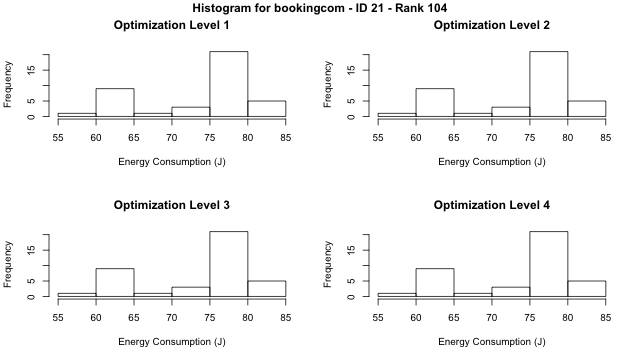 Histogram for bookingcom - ID 21 - Rank 104
Optimization Level 1
Frequency
0 5 15
55 60 65 70 75 80 85
Energy Consumption (J)
Optimization Level 2
Frequency
0 5 15
55 60 65 70 75 80 85
Energy Consumption (J)
Optimization Level 3
Frequency
0 5 15
55 60 65 70 75 80 85
Energy Consumption (J)
Optimization Level 4
Frequency
0 5 15
55 60 65 70 75 80 85
Energy Consumption (J)